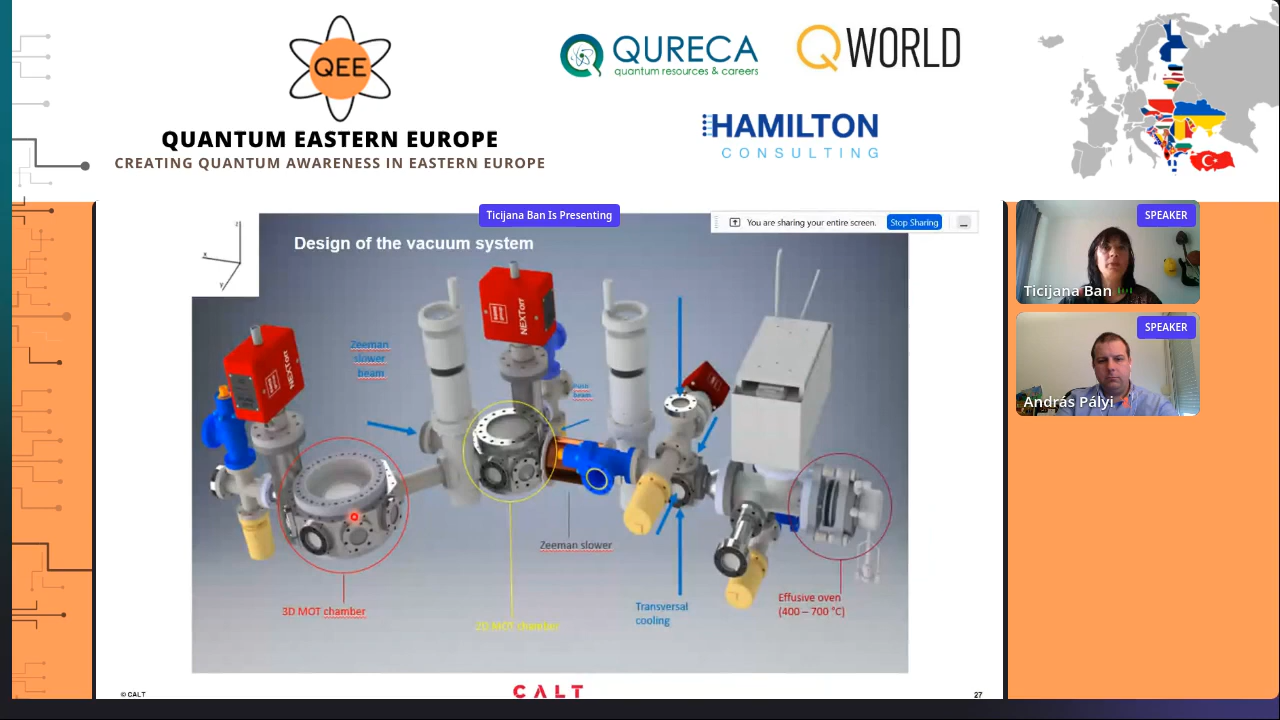 QEE
QUANTUM EASTERN EUROPE
CREATING QUANTUM AWARENESS IN EASTERN EUROPE
QURECA
quantum resources & careers
QWORLD
HAMILTON
CONSULTING
Ticijana Ban Is Presenting
You are sharing your entire screen.
Stop Sharing
Design of the vacuum system
z
x
y
NEXTorr
NEXTorr
Zeeman
slower
beam
Push
beam
Zeeman slower
3D MOT chamber
2D MOT chamber
Transversal
cooling
Effusive oven
(400 – 700 °C)
© CALT
CALT
27
SPEAKER
Ticijana Ban
SPEAKER
András Pályi